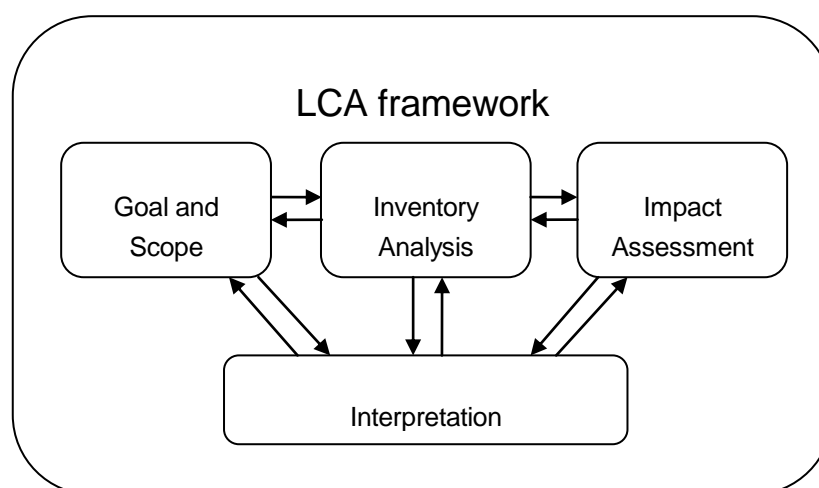 LCA framework
Goal and
Scope
Inventory
Analysis
Impact
Assessment
Interpretation